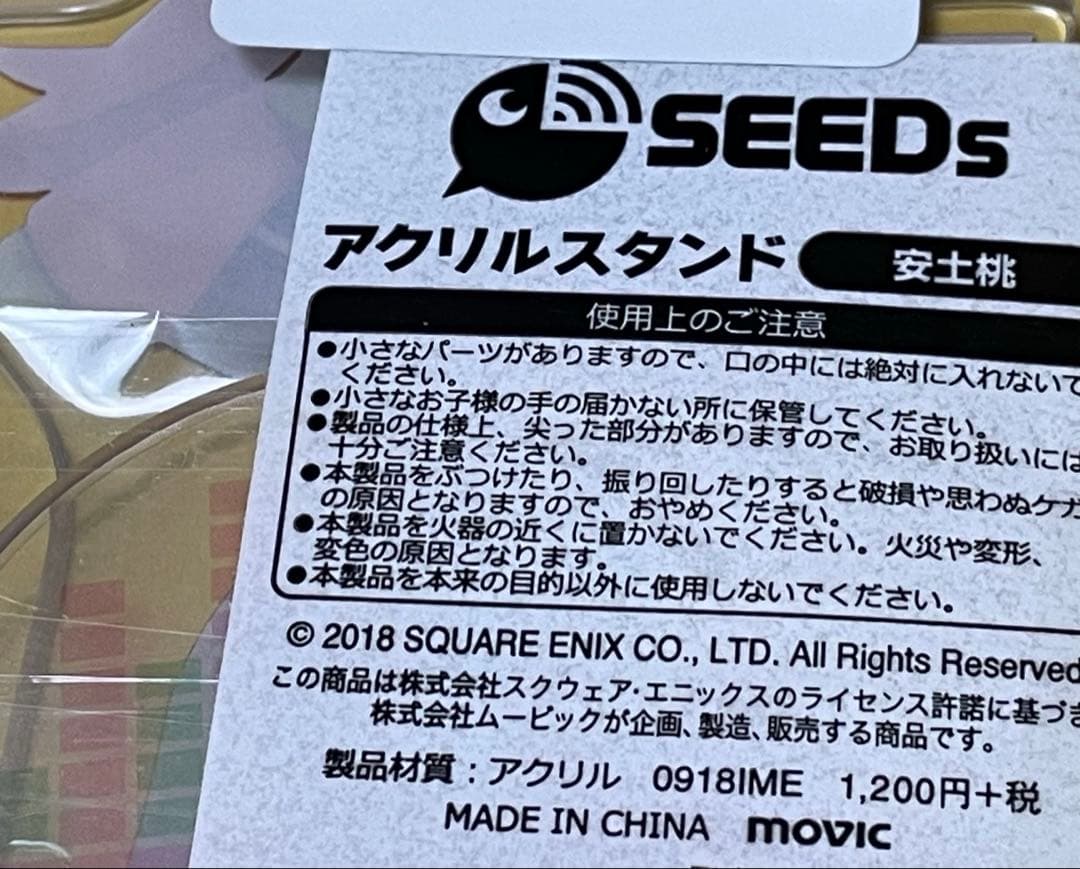 SEEDs
アクリルスタンド 安土桃
使用上のご注意
●小さなパーツがありますので、口の中には絶対に入れないで
ください。
●小さなお子様の手の届かない所に保管してください。
●製品の仕様上、尖った部分がありますので、お取り扱いには
十分ご注意ください。
●本製品をぶつけたり、振り回したりすると破損や思わぬケガ
の原因となりますので、おやめください。
●本製品を火器の近くに置かないでください。火災や変形、
変色の原因となります。
●本製品を本来の目的以外に使用しないでください。
© 2018 SQUARE ENIX CO., LTD. All Rights Reserved
この商品は株式会社スクウェア・エニックスのライセンス許諾に基づき
株式会社ムービックが企画、製造、販売する商品です。
製品材質：アクリル 0918IME 1,200円＋税
MADE IN CHINA movic